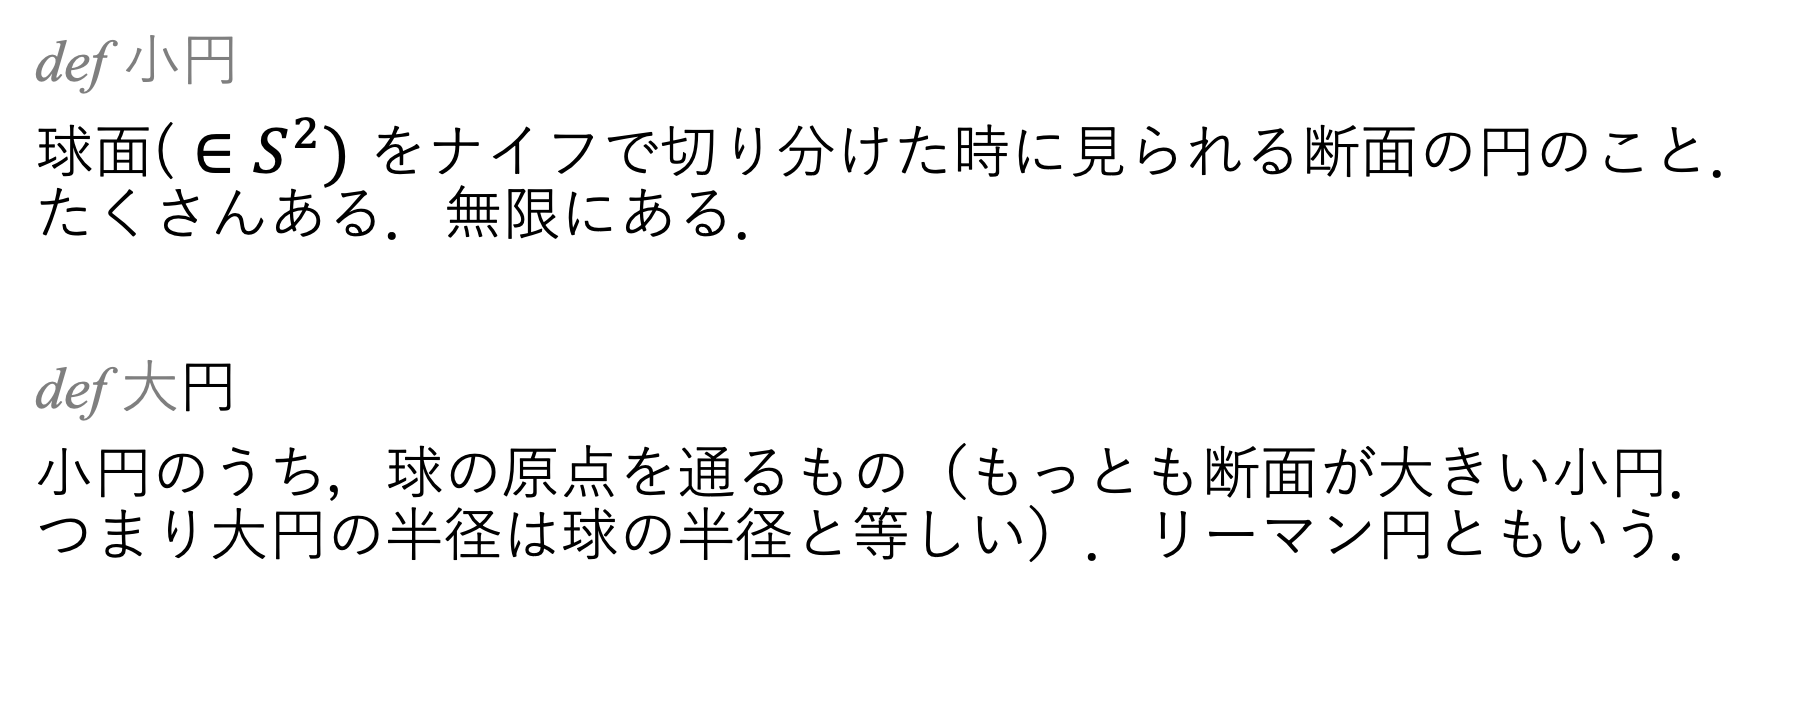 def 小円
球面( ∈ S²) をナイフで切り分けた時に見られる断面の円のこと．
たくさんある．無限にある．
def 大円
小円のうち，球の原点を通るもの（もっとも断面が大きい小円．
つまり大円の半径は球の半径と等しい）．リーマン円ともいう．